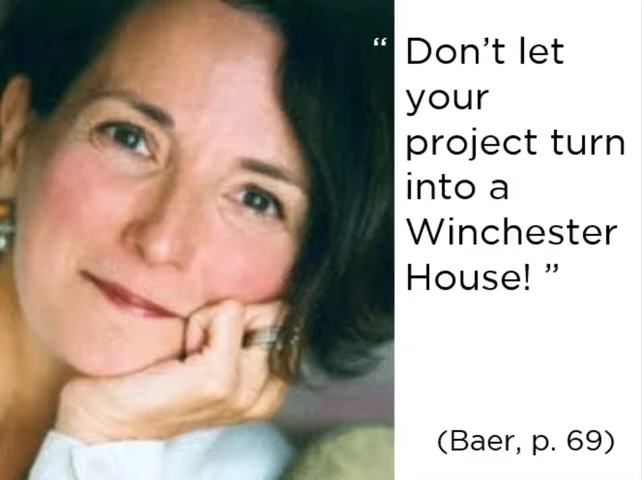 “ Don’t let
your
project turn
into a
Winchester
House! ”
(Baer, p. 69)